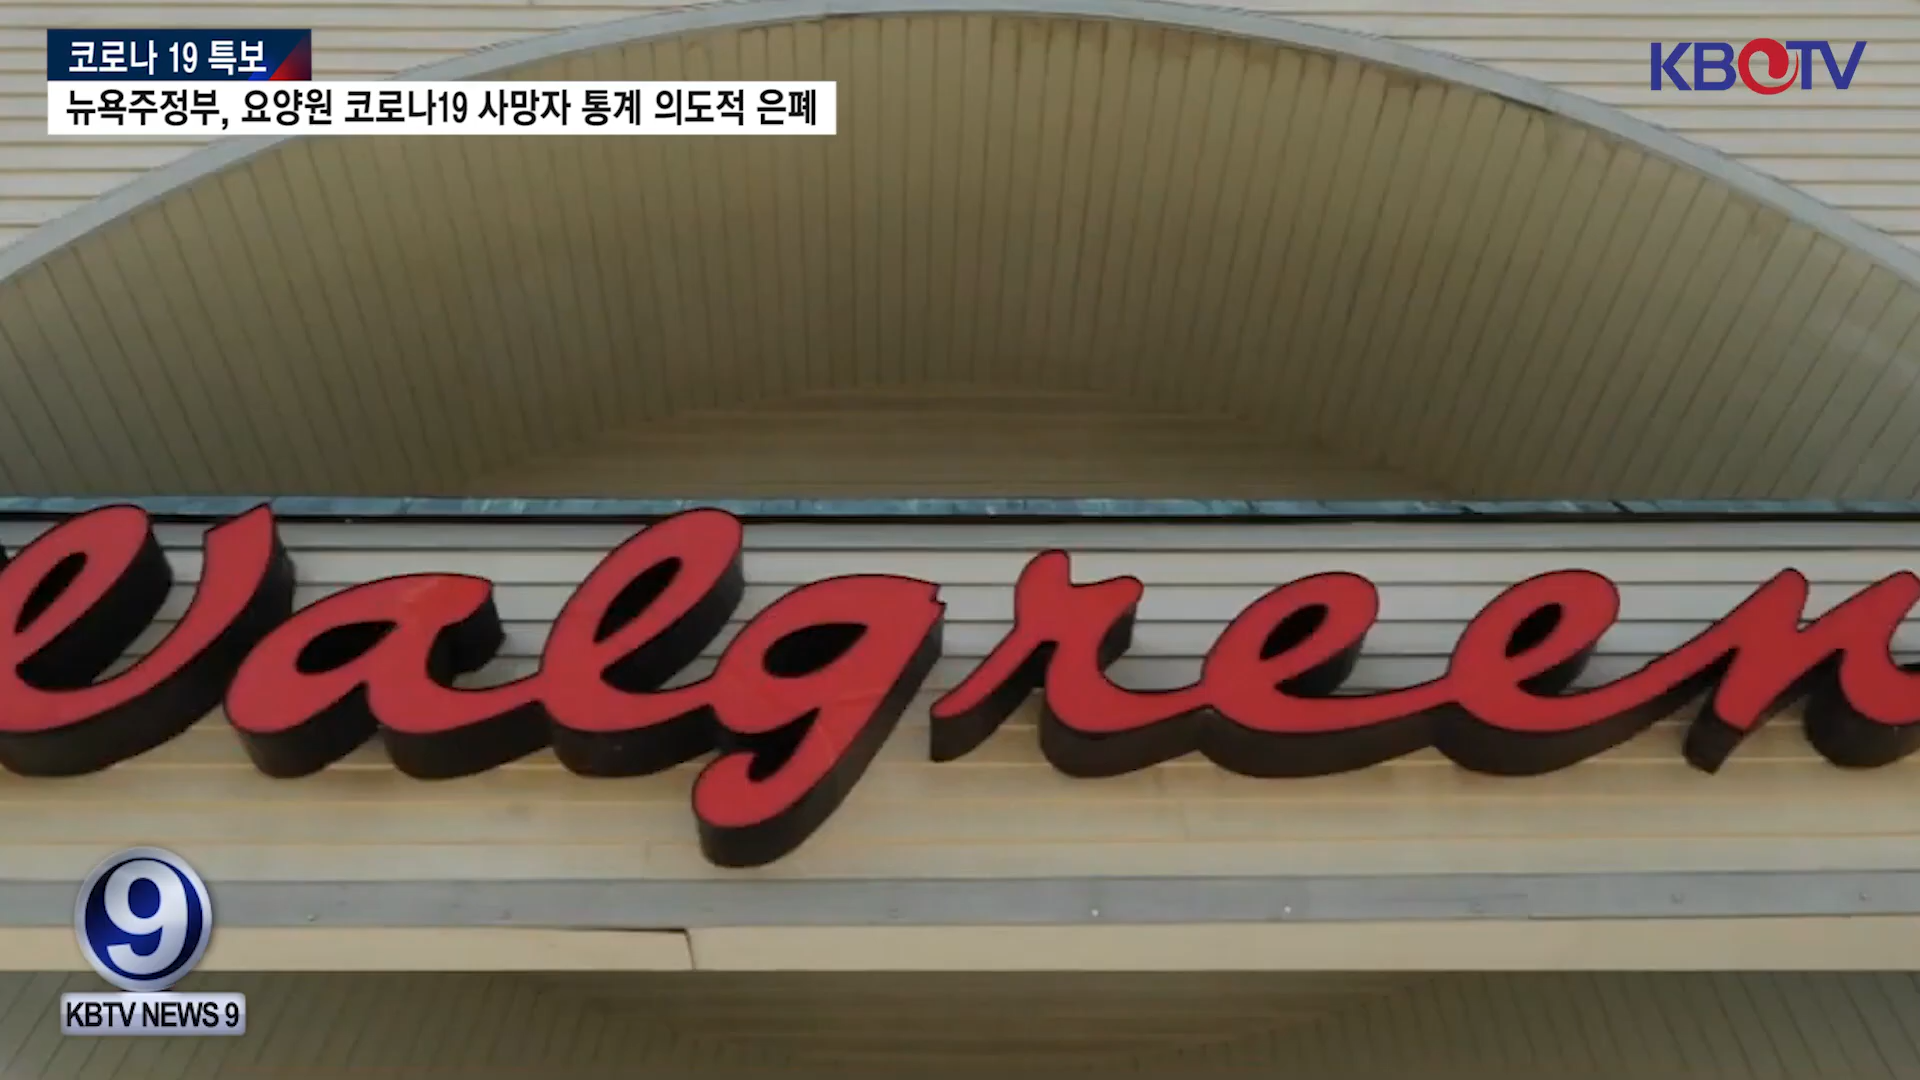 코로나 19 특보
뉴욕주정부, 요양원 코로나19 사망자 통계 의도적 은폐
KBTV
Walgreen
9
KBTV NEWS 9